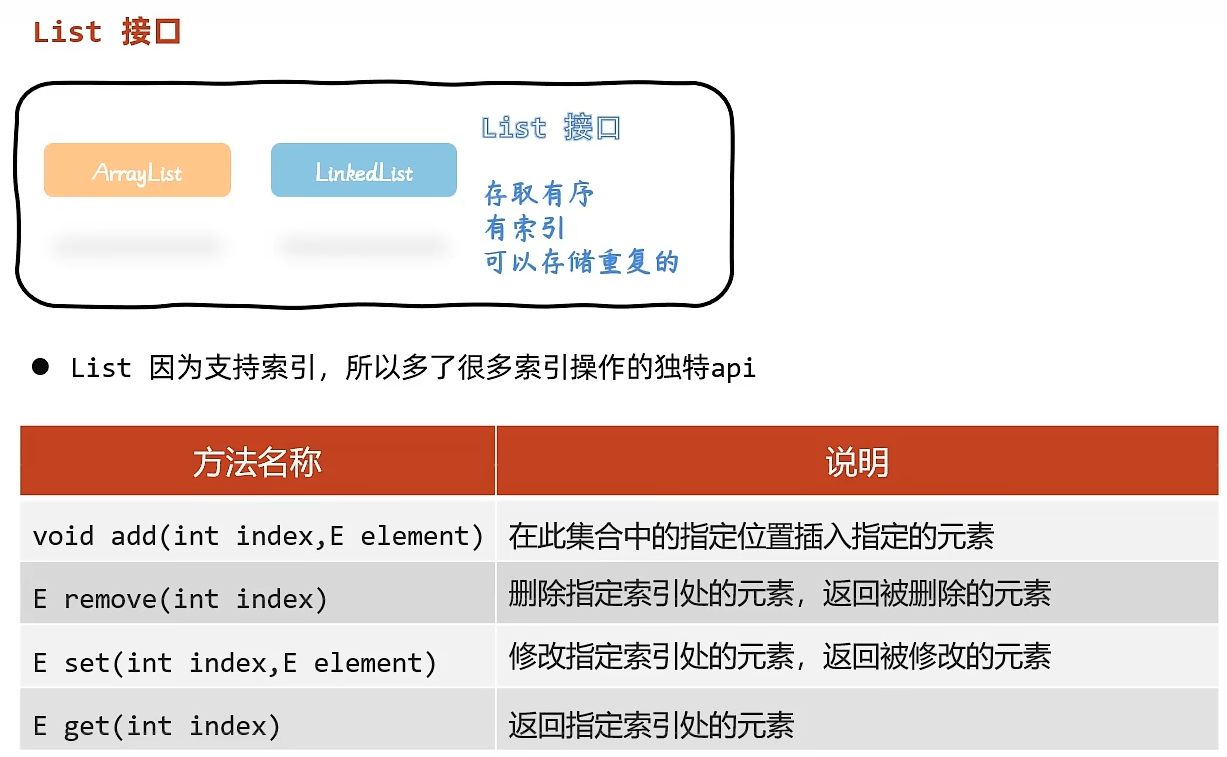 List 接口
List 接口
ArrayList
LinkedList
存取有序
有索引
可以存储重复的
● List 因为支持索引，所以多了很多索引操作的独特api
方法名称
说明
void add(int index,E element)
在此集合中的指定位置插入指定的元素
E remove(int index)
删除指定索引处的元素，返回被删除的元素
E set(int index,E element)
修改指定索引处的元素，返回被修改的元素
E get(int index)
返回指定索引处的元素